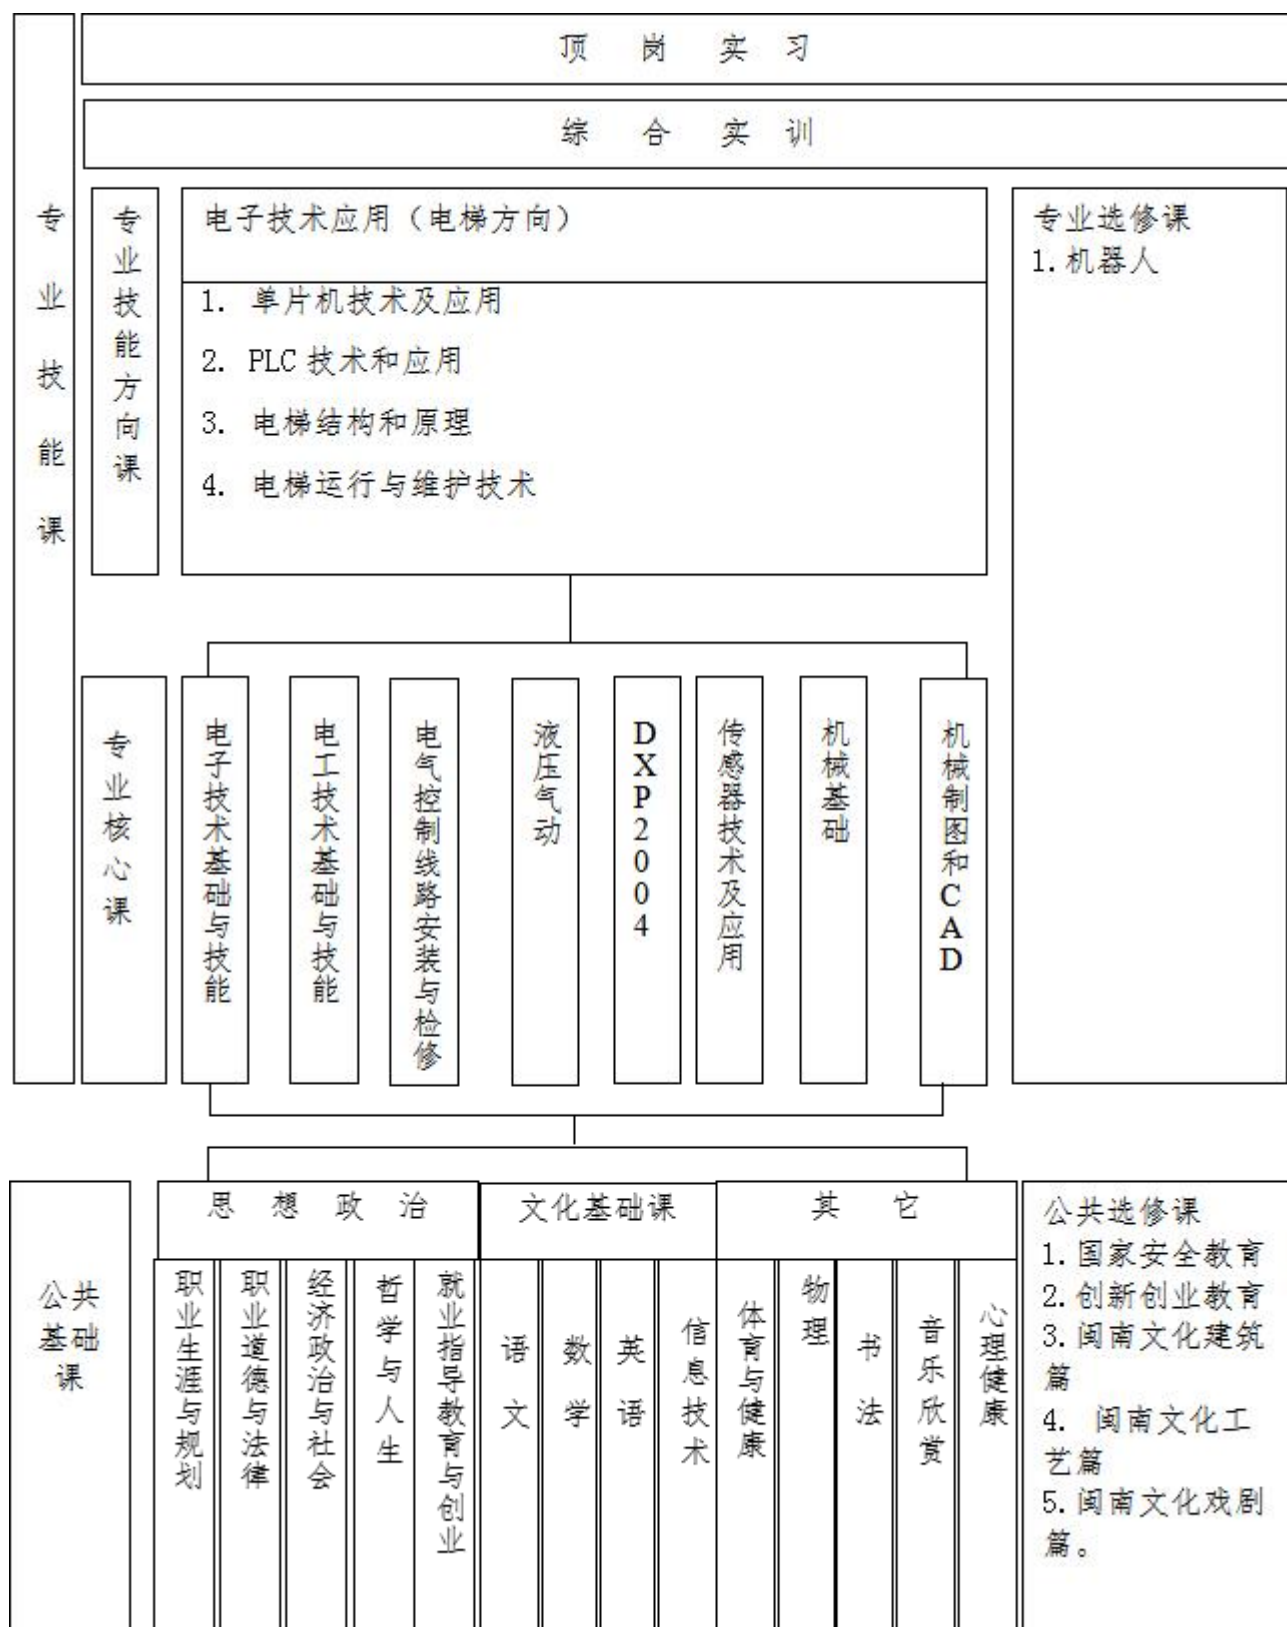 顶岗实习
综合实训
专业技能课
专业技能方向课
电子技术应用（电梯方向）
1. 单片机技术及应用
2. PLC 技术和应用
3. 电梯结构和原理
4. 电梯运行与维护技术
专业选修课
1.机器人
专业核心课
电子技术基础与技能
电工技术基础与技能
电气控制线路安装与检修
液压气动
DXP2004
传感器技术及应用
机械基础
机械制图和CAD
公共
基础
课
思想政治
职业生涯与规划
职业道德与法律
经济政治与社会
哲学与人生
就业指导教育与创业
文化基础课
语文
数学
英语
信息技术
其它
体育与健康
物理
书法
音乐欣赏
心理健康
公共选修课
1.国家安全教育
2.创新创业教育
3.闽南文化建筑
篇
4. 闽南文化工
艺篇
5.闽南文化戏剧
篇。